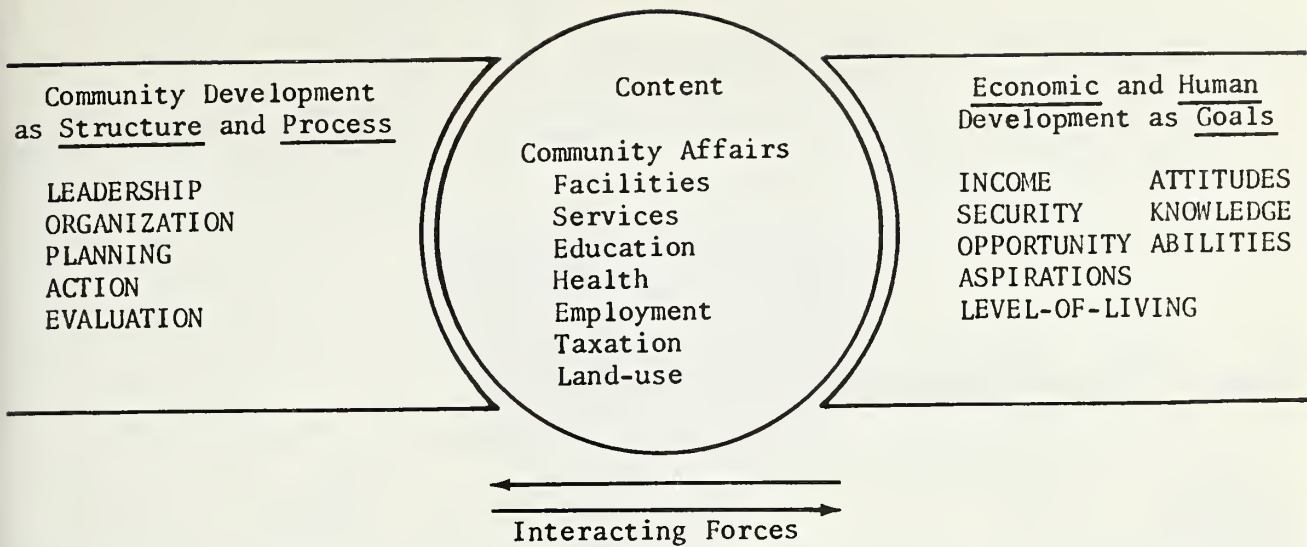 Community Development
as Structure and Process
LEADERSHIP
ORGANIZATION
PLANNING
ACTION
EVALUATION
Content
Community Affairs
Facilities
Services
Education
Health
Employment
Taxation
Land-use
Economic and Human
Development as Goals
INCOME ATTITUDES
SECURITY KNOWLEDGE
OPPORTUNITY ABILITIES
ASPIRATIONS
LEVEL-OF-LIVING
Interacting Forces